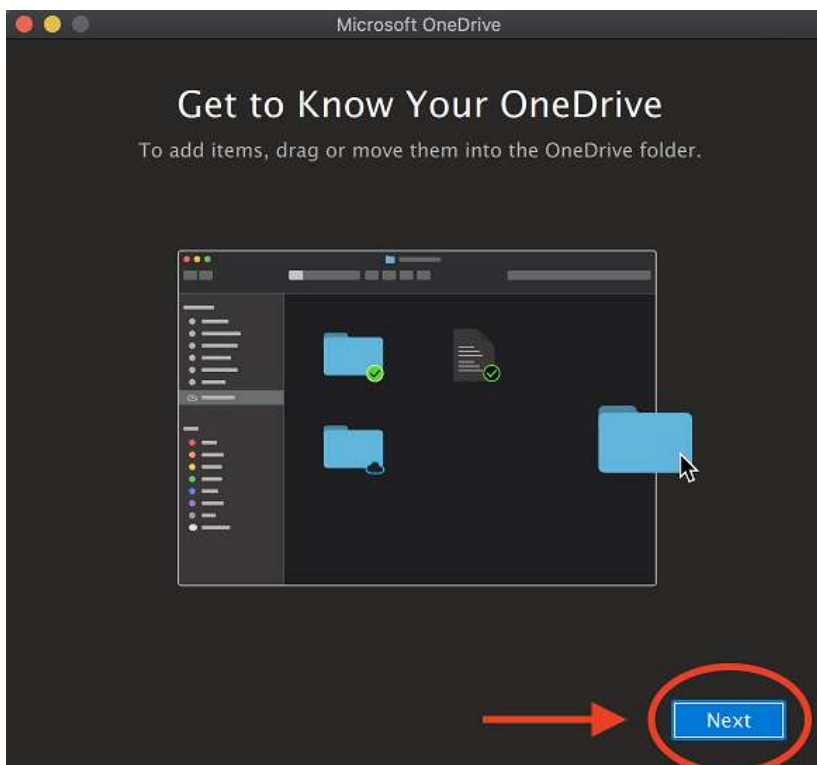 Microsoft OneDrive
Get to Know Your OneDrive
To add items, drag or move them into the OneDrive folder.
Next